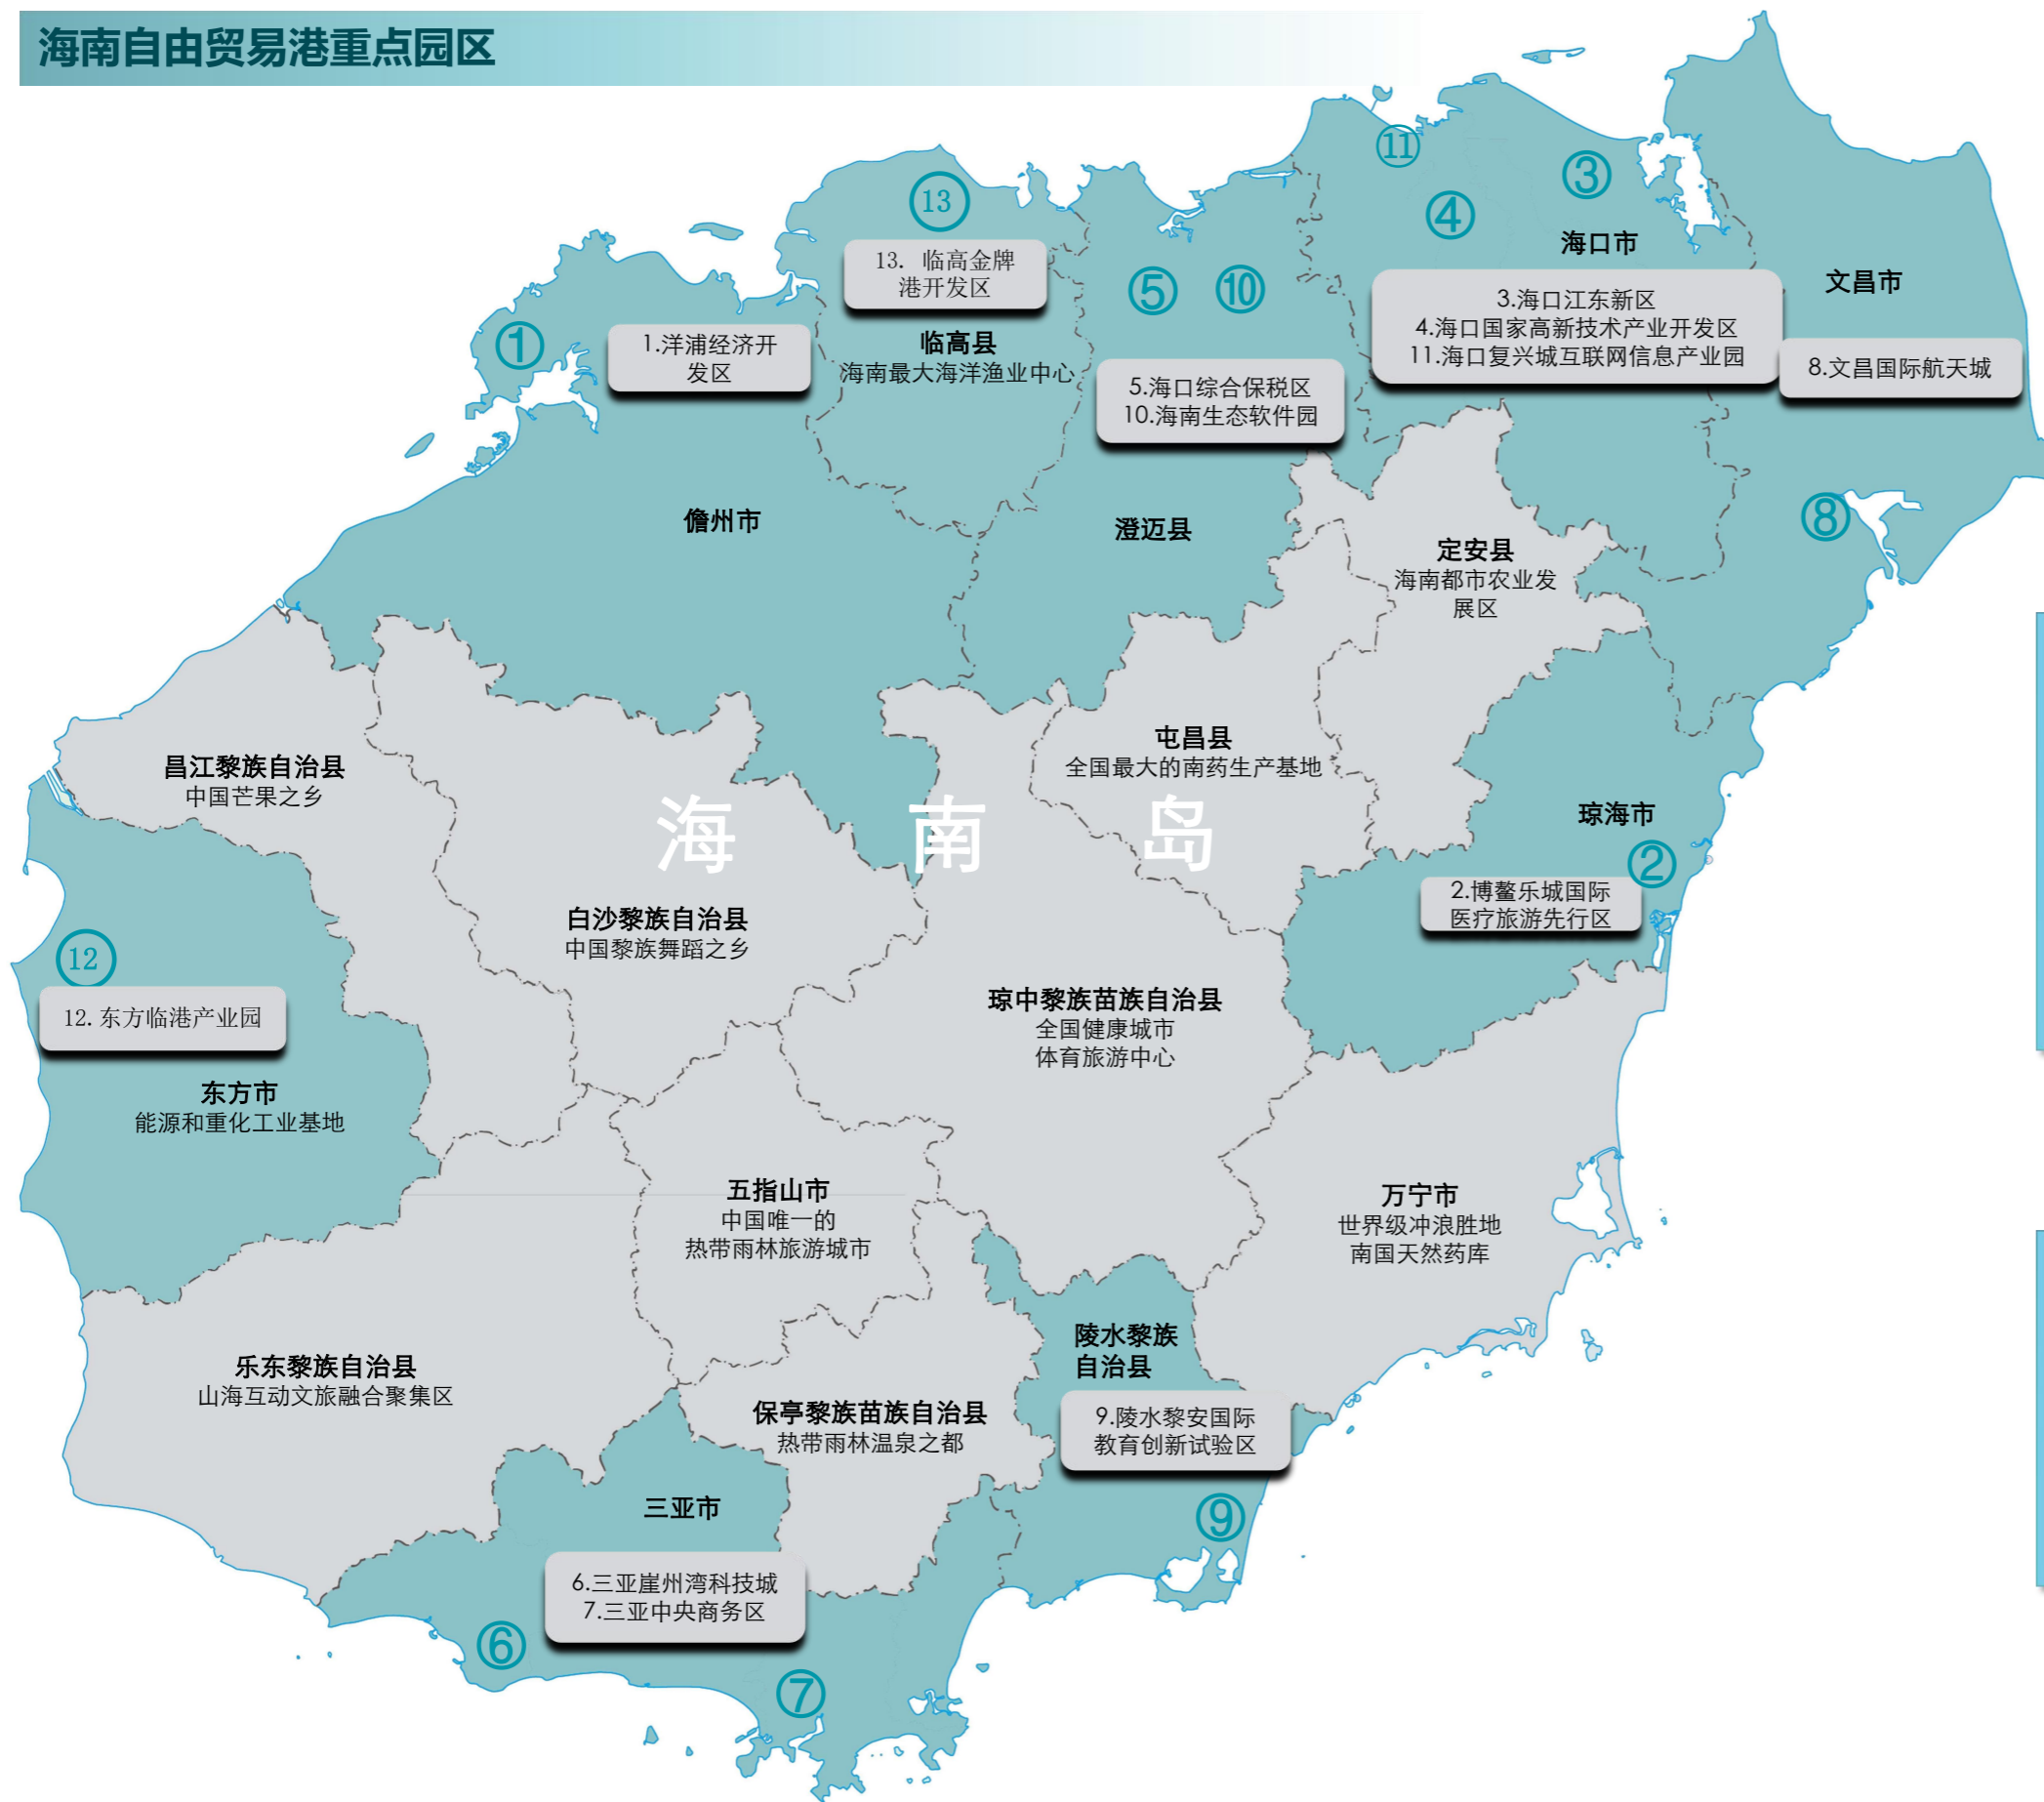 海南自由贸易港重点园区
⑪
③
⑬
④
海口市
13. 临高金牌
港开发区
⑤
⑩
文昌市
3.海口江东新区
4.海口国家高新技术产业开发区
11.海口复兴城互联网信息产业园
①
1.洋浦经济开
发区
临高县
海南最大海洋渔业中心
5.海口综合保税区
10.海南生态软件园
8.文昌国际航天城
儋州市
澄迈县
⑧
定安县
海南都市农业发
展区
昌江黎族自治县
中国芒果之乡
屯昌县
全国最大的南药生产基地
海南岛
琼海市
②
2.博鳌乐城国际
医疗旅游先行区
白沙黎族自治县
中国黎族舞蹈之乡
⑫
12.东方临港产业园
琼中黎族苗族自治县
全国健康城市
体育旅游中心
东方市
能源和重化工业基地
五指山市
中国唯一的
热带雨林旅游城市
万宁市
世界级冲浪胜地
南国天然药库
陵水黎族
自治县
乐东黎族自治县
山海互动文旅融合聚集区
保亭黎族苗族自治县
热带雨林温泉之都
9.陵水黎安国际
教育创新试验区
三亚市
⑨
6.三亚崖州湾科技城
7.三亚中央商务区
⑥
⑦